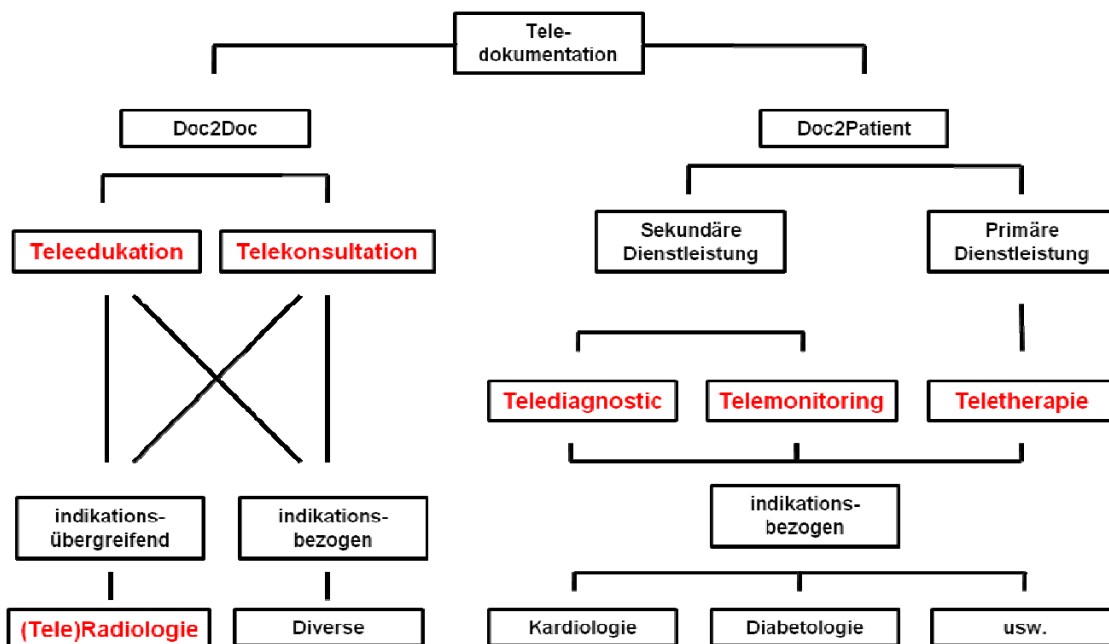 Tele-
dokumentation
Doc2Doc
Doc2Patient
Sekundäre
Dienstleistung
Primäre
Dienstleistung
Teleedukation
Telekonsultation
Telediagnostic
Telemonitoring
Teletherapie
indikations-
übergreifend
indikations-
bezogen
indikations-
bezogen
(Tele)Radiologie
Diverse
Kardiologie
Diabetologie
usw.